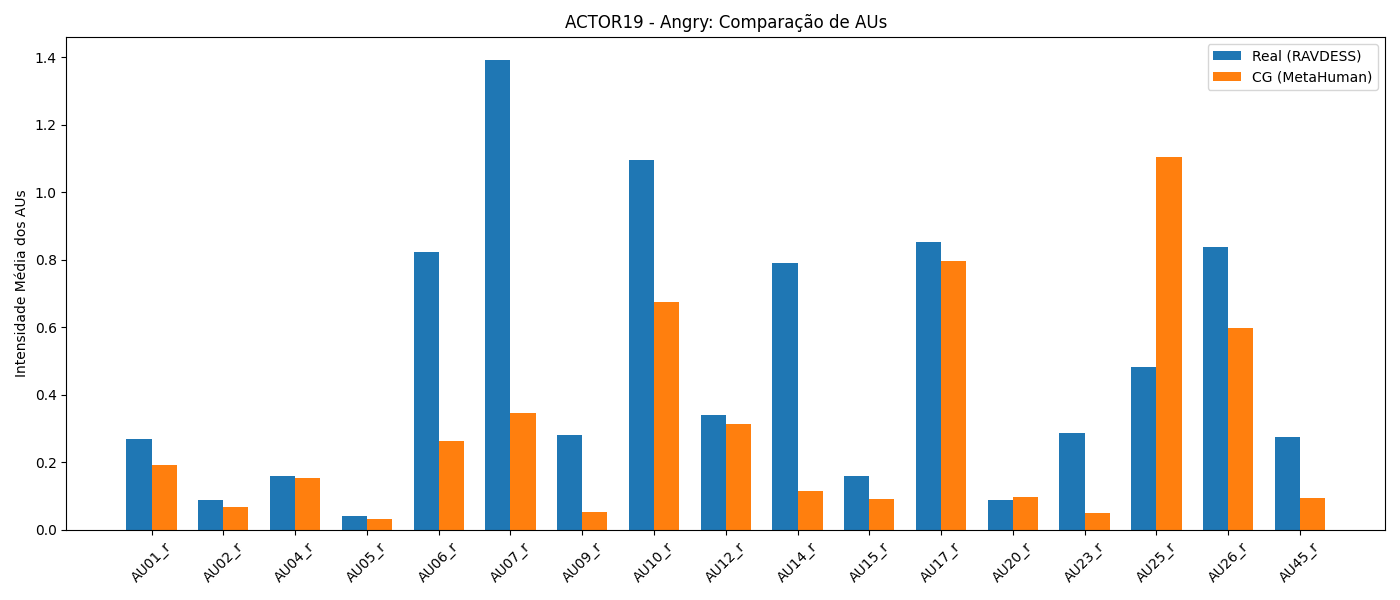 ACTOR19 - Angry: Comparação de AUs
Real (RAVDESS)
CG (MetaHuman)
Intensidade Média dos AUs
1.4
1.2
1.0
0.8
0.6
0.4
0.2
0.0
AU01_r
AU02_r
AU04_r
AU05_r
AU06_r
AU07_r
AU09_r
AU10_r
AU12_r
AU14_r
AU15_r
AU17_r
AU20_r
AU23_r
AU25_r
AU26_r
AU45_r